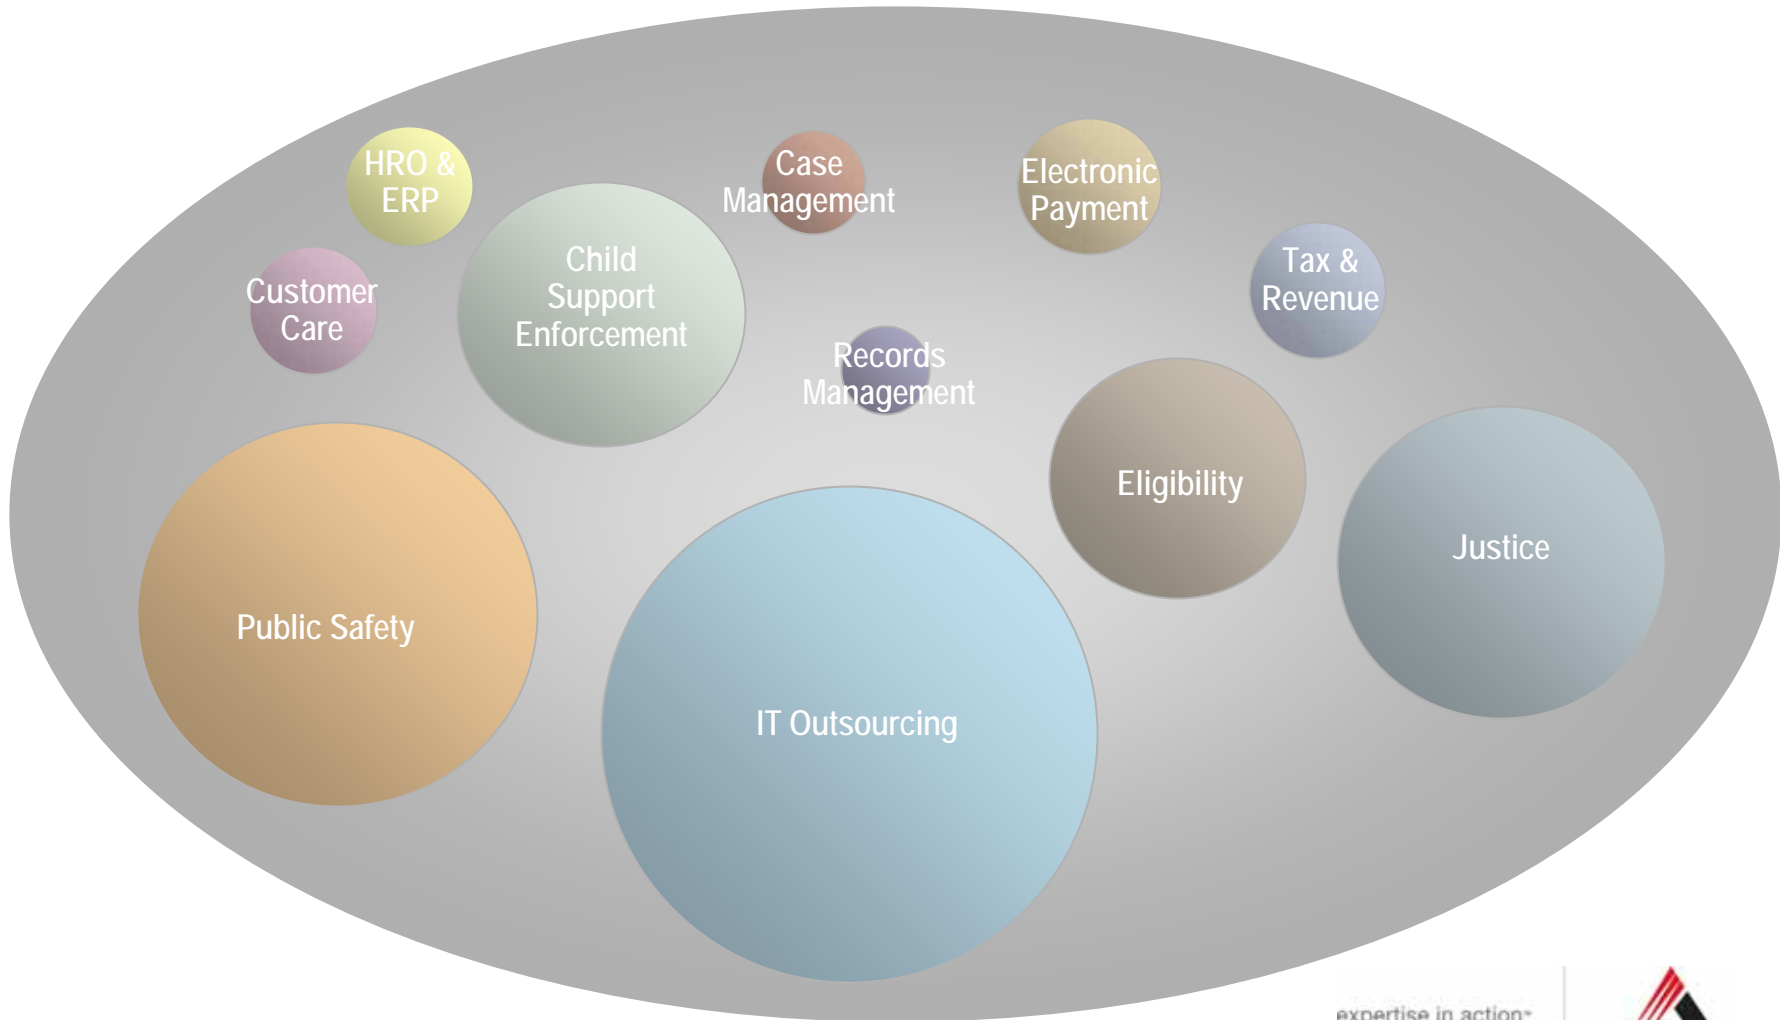 HRO &
ERP
Case
Management
Electronic
Payment
Child
Support
Enforcement
Customer
Care
Tax &
Revenue
Records
Management
Eligibility
Justice
Public Safety
IT Outsourcing
expertise in action